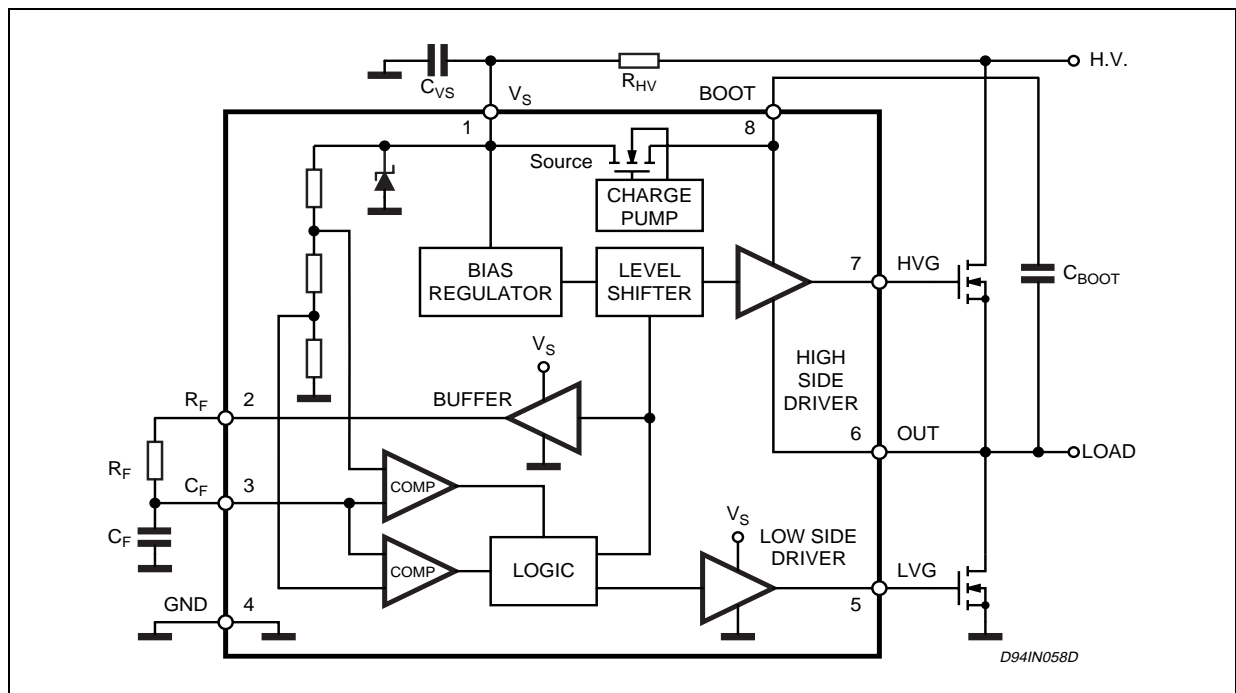 H.V.
C_VS
R_HV
V_S
BOOT
1
8
Source
CHARGE
PUMP
BIAS
REGULATOR
LEVEL
SHIFTER
7
HVG
C_BOOT
V_S
HIGH
SIDE
DRIVER
R_F
2
BUFFER
6
OUT
LOAD
R_F
C_F
3
COMP
C_F
COMP
LOGIC
V_S
LOW SIDE
DRIVER
LVG
5
GND
4
D94IN058D